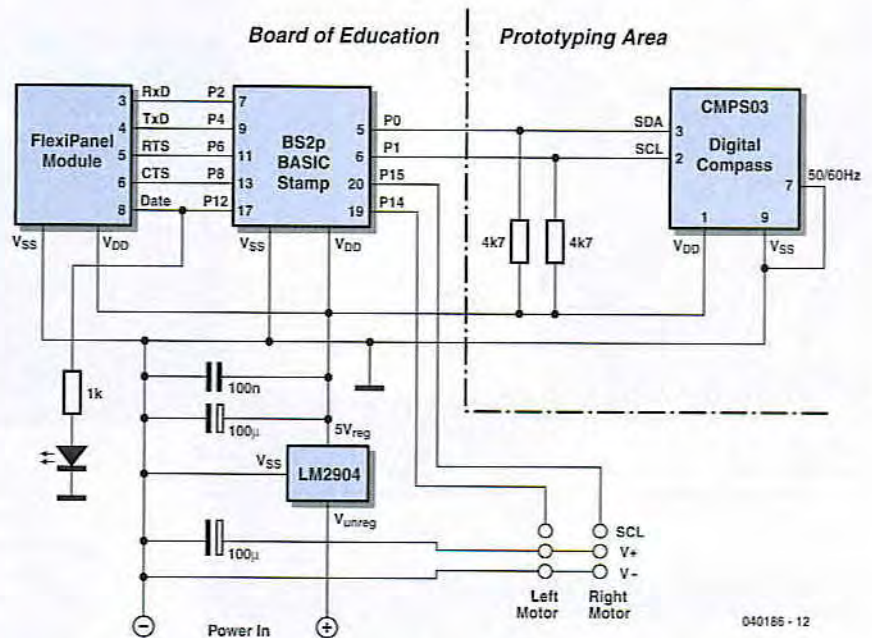 Board of Education
Prototyping Area
FlexiPanel
Module
3
4
5
6
8
RxD
TxD
RTS
CTS
Date
P2
P4
P6
P8
P12
7
9
11
13
17
BS2p
BASIC
Stamp
5
6
20
19
P0
P1
P15
P14
SDA
SCL
3
2
CMPS03
Digital
Compass
7
50/60Hz
1
9
VSS
VDD
VSS
VDD
4k7
4k7
VDD
VSS
1k
100n
100µ
5Vreg
VSS
LM2904
Vunreg
100µ
SCL
V+
V−
Left
Motor
Right
Motor
−
Power In
+
040186 - 12